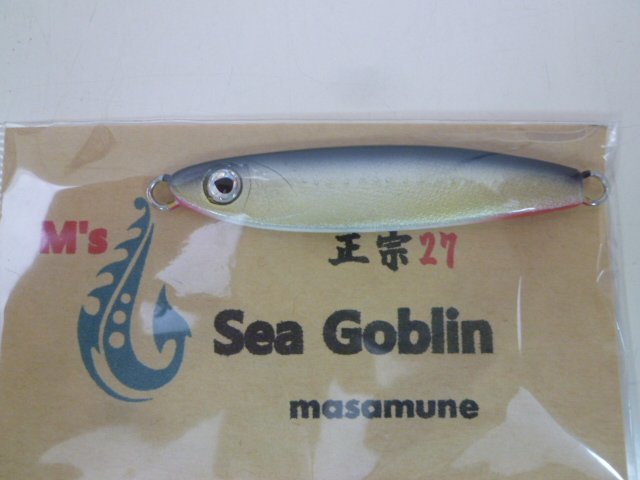 M's
正宗27
Sea Goblin
masamune